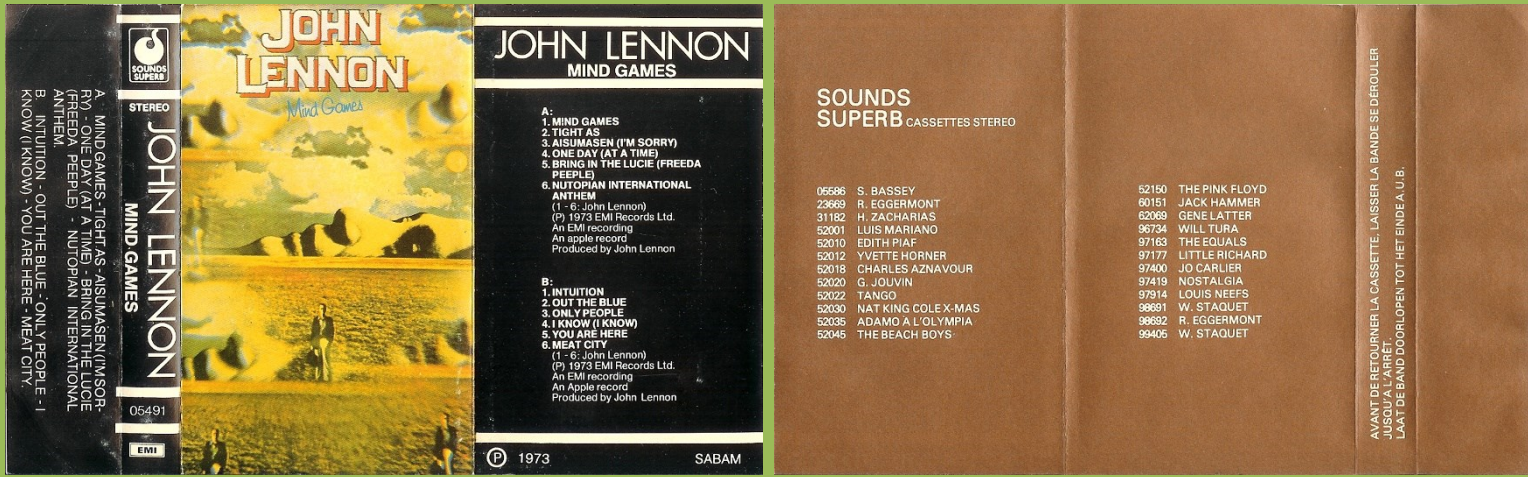 A. MIND GAMES - TIGHT AS - AISUMASEN (I'M SOR-
RY) - ONE DAY (AT A TIME) - BRING IN THE LUCIE
(FREEDA PEEPLE) - NUTOPIAN INTERNATIONAL
ANTHEM.
B. INTUITION - OUT THE BLUE - ONLY PEOPLE - I
KNOW (I KNOW) - YOU ARE HERE - MEAT CITY.
SOUNDS
SUPERB
STEREO
JOHN LENNON
MIND GAMES
05491
EMI
JOHN
LENNON
Mind Games
JOHN LENNON
MIND GAMES
A:
1. MIND GAMES
2. TIGHT AS
3. AISUMASEN (I'M SORRY)
4. ONE DAY (AT A TIME)
5. BRING IN THE LUCIE (FREEDA
PEEPLE)
6. NUTOPIAN INTERNATIONAL
ANTHEM
(1 - 6: John Lennon)
(P) 1973 EMI Records Ltd.
An EMI recording
An apple record
Produced by John Lennon
B:
1. INTUITION
2. OUT THE BLUE
3. ONLY PEOPLE
4. I KNOW (I KNOW)
5. YOU ARE HERE
6. MEAT CITY
(1 - 6: John Lennon)
(P) 1973 EMI Records Ltd.
An EMI recording
An Apple record
Produced by John Lennon
℗ 1973 SABAM
SOUNDS
SUPERB CASSETTES STEREO
05586 S. BASSEY
23669 R. EGGERMONT
31182 H. ZACHARIAS
52001 LUIS MARIANO
52010 EDITH PIAF
52012 YVETTE HORNER
52018 CHARLES AZNAVOUR
52020 G. JOUVIN
52022 TANGO
52030 NAT KING COLE X-MAS
52035 ADAMO A L'OLYMPIA
52045 THE BEACH BOYS
52150 THE PINK FLOYD
60151 JACK HAMMER
62069 GENE LATTER
96734 WILL TURA
97163 THE EQUALS
97177 LITTLE RICHARD
97400 JO CARLIER
97419 NOSTALGIA
97914 LOUIS NEEFS
98691 W. STAQUET
98692 R. EGGERMONT
99405 W. STAQUET
AVANT DE RETOURNER LA CASSETTE, LAISSER LA BANDE SE DÉROULER
JUSQU'A L'ARRÊT.
LAAT DE BAND DOORLOPEN TOT HET EINDE A.U.B.